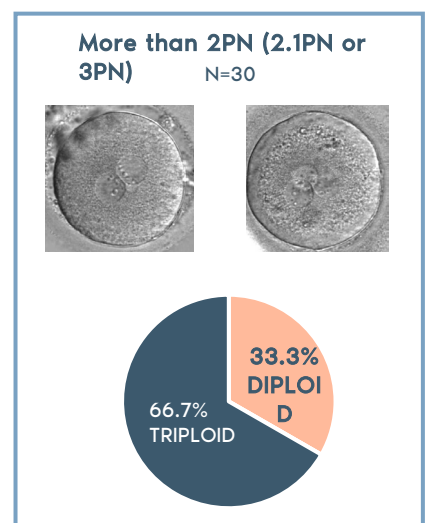 More than 2PN (2.1PN or
3PN) N=30
33.3%
DIPLOI
D
66.7%
TRIPLOID